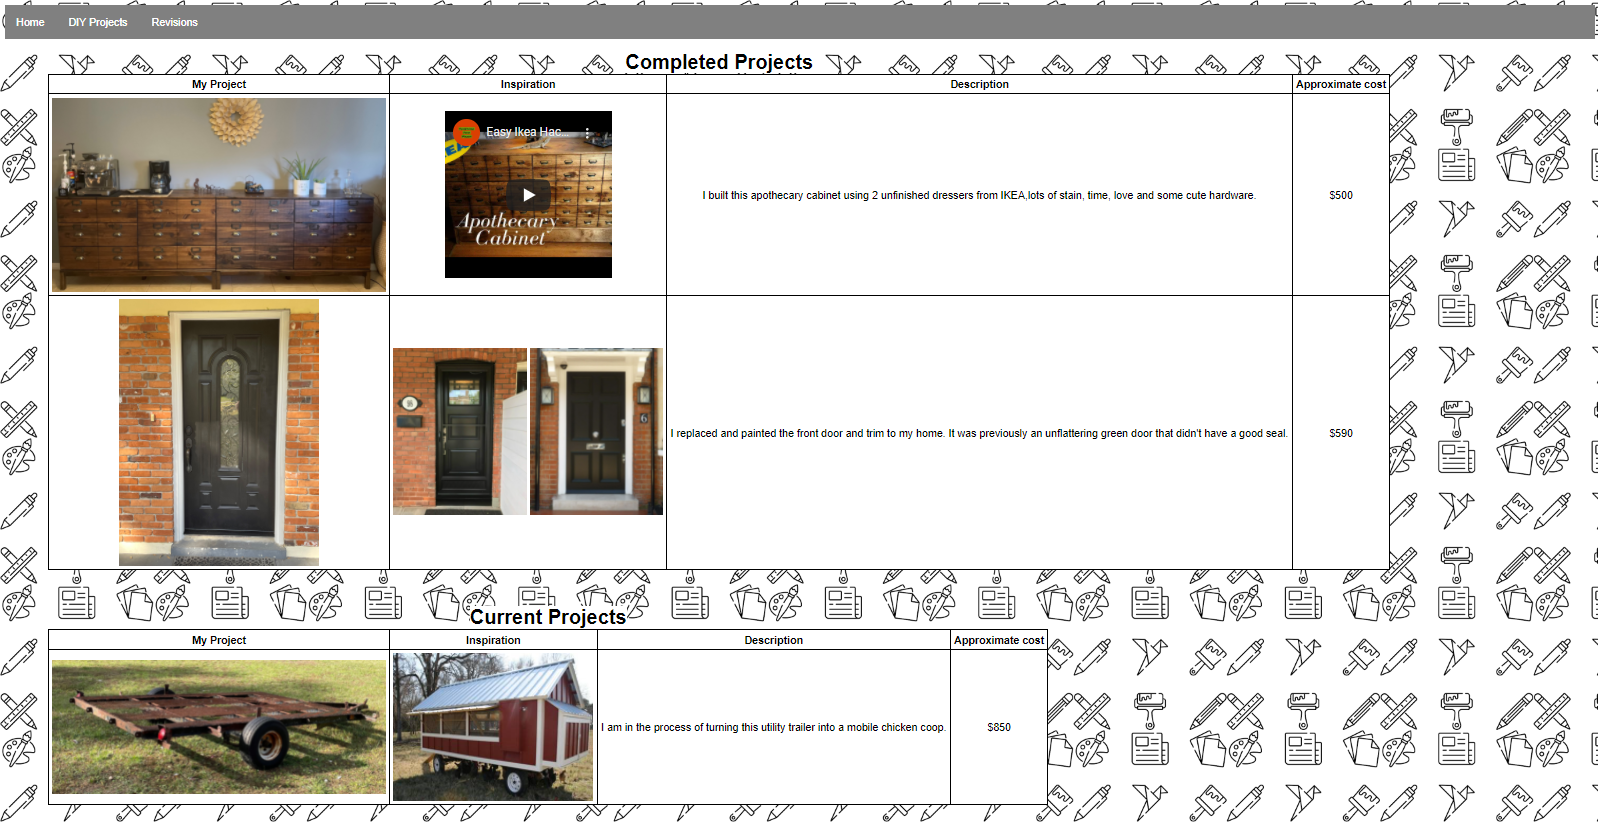 Home DIY Projects Revisions
Completed Projects
My Project Inspiration Description Approximate cost
Easy Ikea Hac...
Apothecary
Cabinet
I built this apothecary cabinet using 2 unfinished dressers from IKEA,lots of stain, time, love and some cute hardware.
$500
I replaced and painted the front door and trim to my home. It was previously an unflattering green door that didn't have a good seal.
$590
Current Projects
My Project Inspiration Description Approximate cost
I am in the process of turning this utility trailer into a mobile chicken coop.
$850